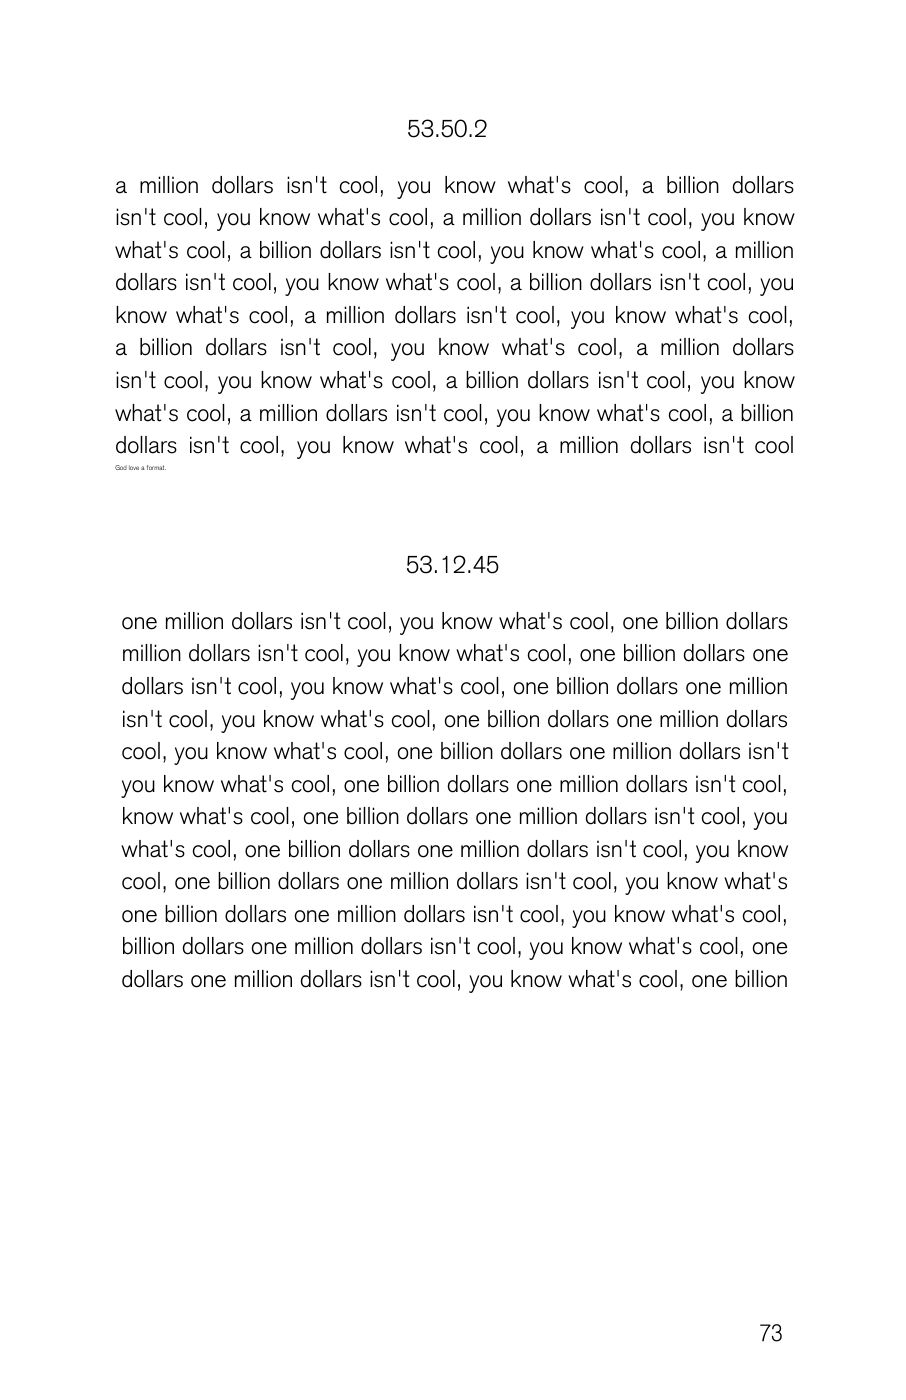 53.50.2
a million dollars isn't cool, you know what's cool, a billion dollars
isn't cool, you know what's cool, a million dollars isn't cool, you know
what's cool, a billion dollars isn't cool, you know what's cool, a million
dollars isn't cool, you know what's cool, a billion dollars isn't cool, you
know what's cool, a million dollars isn't cool, you know what's cool,
a billion dollars isn't cool, you know what's cool, a million dollars
isn't cool, you know what's cool, a billion dollars isn't cool, you know
what's cool, a million dollars isn't cool, you know what's cool, a billion
dollars isn't cool, you know what's cool, a million dollars isn't cool
God love a format.
53.12.45
one million dollars isn't cool, you know what's cool, one billion dollars
million dollars isn't cool, you know what's cool, one billion dollars one
dollars isn't cool, you know what's cool, one billion dollars one million
isn't cool, you know what's cool, one billion dollars one million dollars
cool, you know what's cool, one billion dollars one million dollars isn't
you know what's cool, one billion dollars one million dollars isn't cool,
know what's cool, one billion dollars one million dollars isn't cool, you
what's cool, one billion dollars one million dollars isn't cool, you know
cool, one billion dollars one million dollars isn't cool, you know what's
one billion dollars one million dollars isn't cool, you know what's cool,
billion dollars one million dollars isn't cool, you know what's cool, one
dollars one million dollars isn't cool, you know what's cool, one billion
73